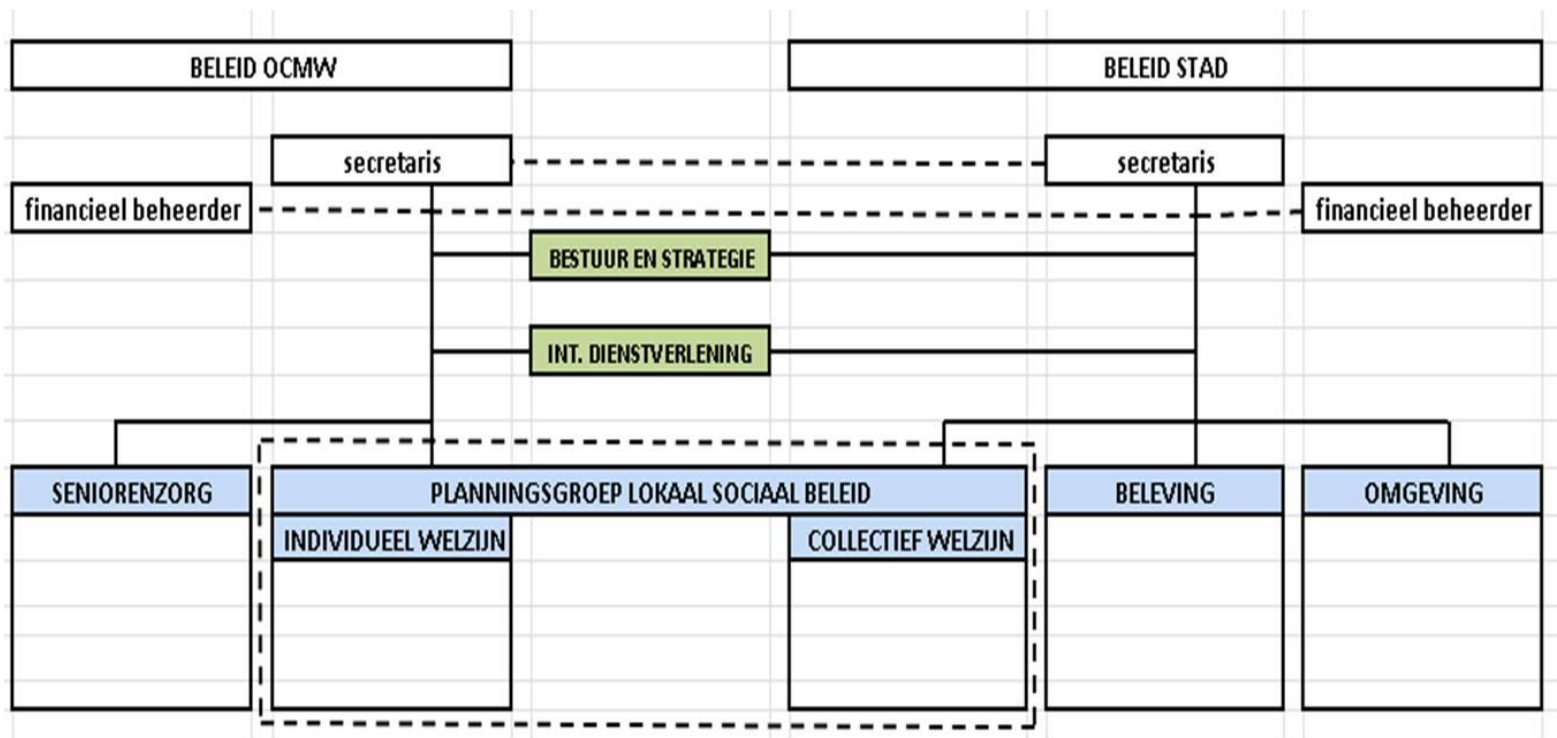 BELEID OCMW
BELEID STAD
secretaris
secretaris
financieel beheerder
financieel beheerder
BESTUUR EN STRATEGIE
INT. DIENSTVERLENING
SENIORENZORG
PLANNINGSGROEP LOKAAL SOCIAAL BELEID
BELEVING
OMGEVING
INDIVIDUEEL WELZIJN
COLLECTIEF WELZIJN